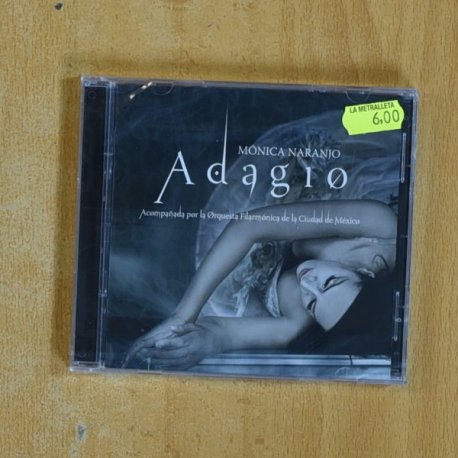 LA METRALLETA
6,00
MÓNICA NARANJO
Adagio
Acompañada por la Orquesta Filarmónica de la Ciudad de México